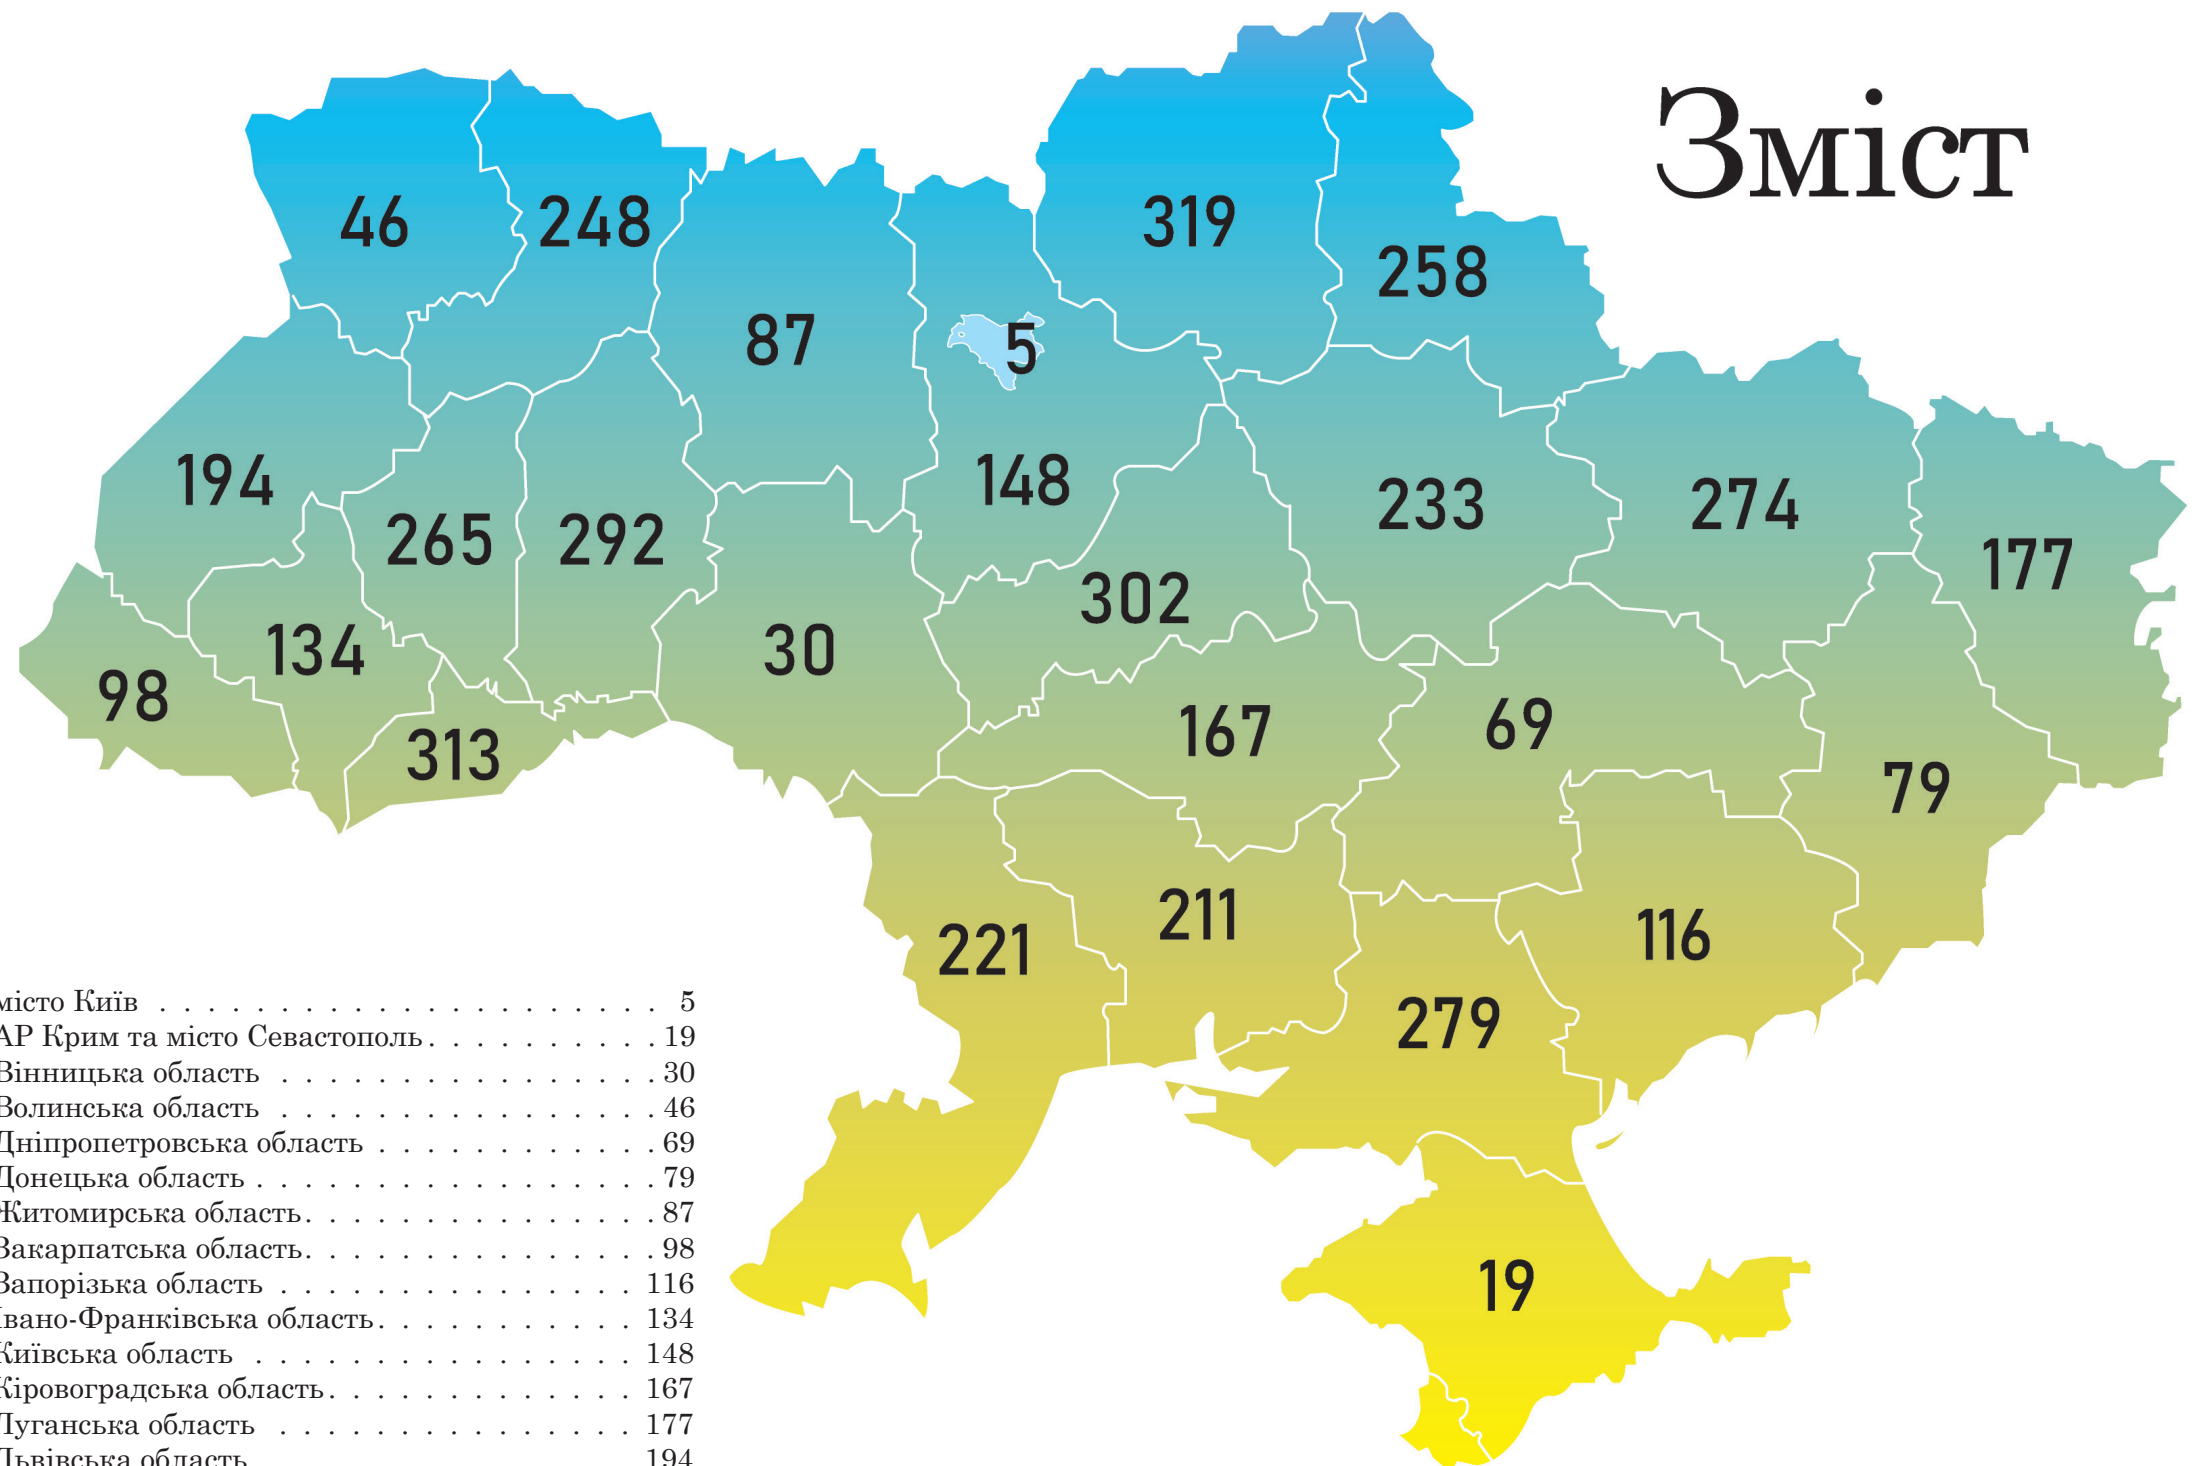 Зміст
46
248
319
258
87
5
194
148
233
274
265
292
177
302
134
30
98
167
69
313
79
211
116
221
279
19
місто Київ . . . . . . . . . . . . . . . . . . . . . . 5
АР Крим та місто Севастополь . . . . . . . . . . 19
Вінницька область . . . . . . . . . . . . . . . . . 30
Волинська область . . . . . . . . . . . . . . . . . 46
Дніпропетровська область . . . . . . . . . . . . 69
Донецька область . . . . . . . . . . . . . . . . . . 79
Житомирська область . . . . . . . . . . . . . . . 87
Закарпатська область . . . . . . . . . . . . . . . 98
Запорізька область . . . . . . . . . . . . . . . . 116
Івано-Франківська область . . . . . . . . . . . 134
Київська область . . . . . . . . . . . . . . . . . 148
Кіровоградська область . . . . . . . . . . . . . 167
Луганська область . . . . . . . . . . . . . . . . 177
Львівська область 194